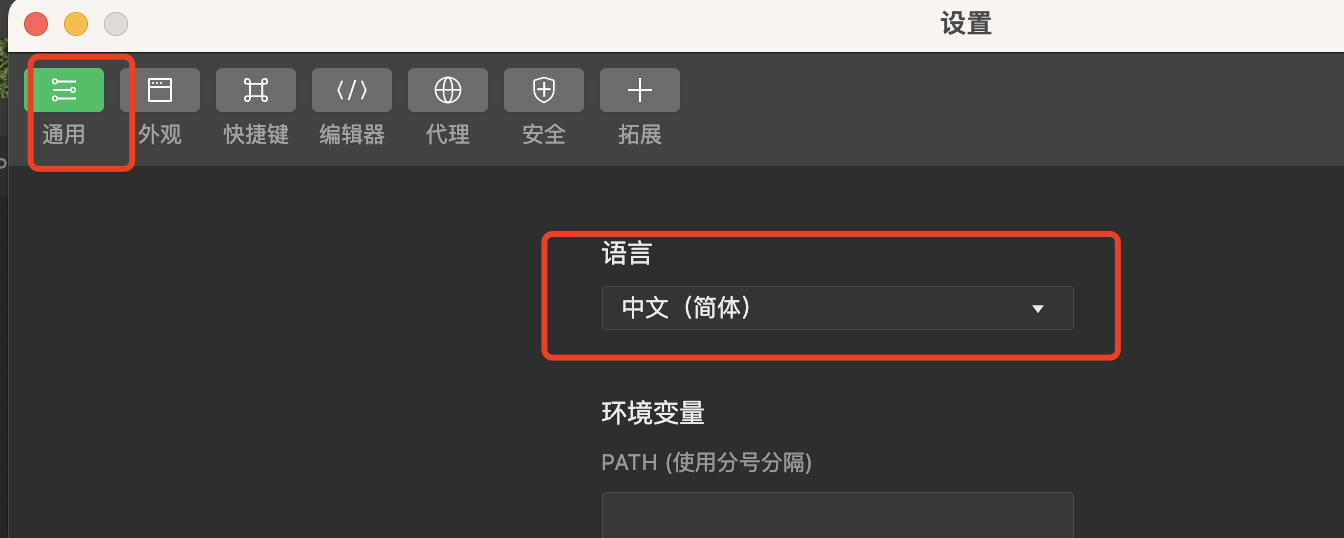 设置
通用 外观 快捷键 编辑器 代理 安全 拓展
语言
中文（简体）
环境变量
PATH (使用分号分隔)